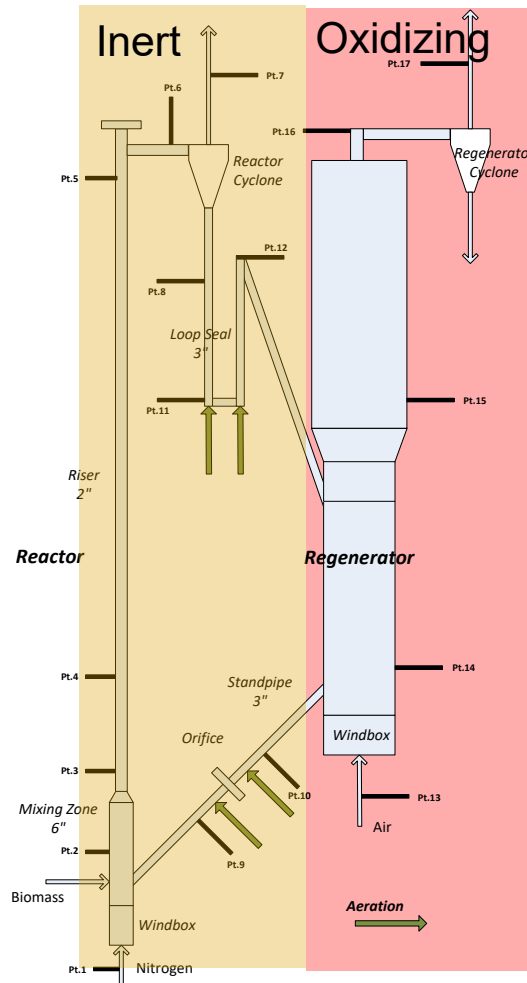 Inert
Oxidizing
Pt.17
Pt.6
Pt.7
Pt.16
Reactor
Cyclone
Regenerator
Cyclone
Pt.5
Pt.12
Pt.8
Loop Seal
3"
Pt.11
Pt.15
Riser
2"
Reactor
Regenerator
Pt.4
Standpipe
3"
Pt.14
Orifice
Windbox
Pt.3
Pt.10
Pt.13
Mixing Zone
6"
Air
Pt.2
Pt.9
Biomass
Aeration
Windbox
Pt.1
Nitrogen